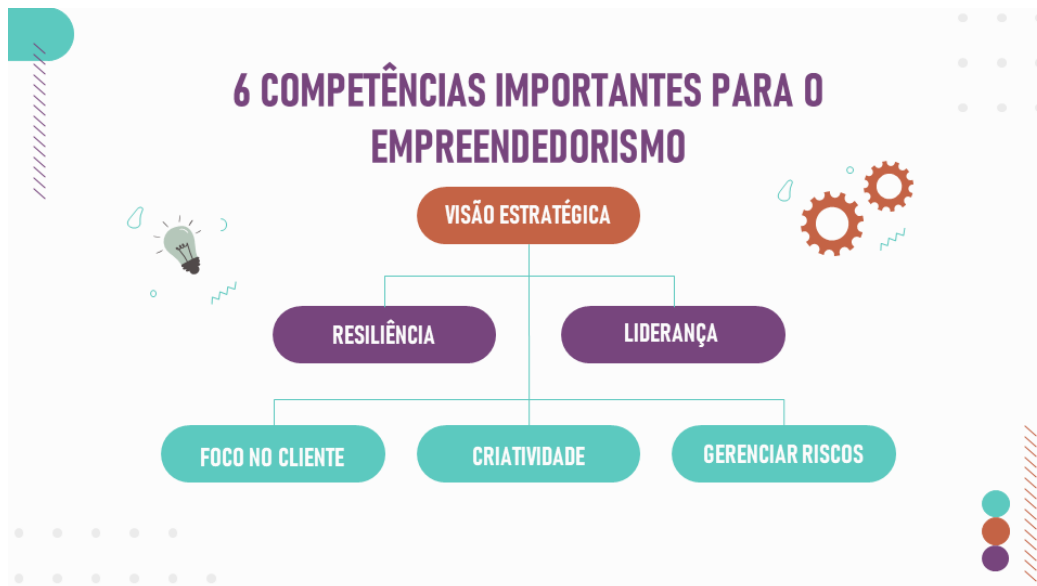 6 COMPETÊNCIAS IMPORTANTES PARA O
EMPREENDEDORISMO
VISÃO ESTRATÉGICA
RESILIÊNCIA
LIDERANÇA
FOCO NO CLIENTE
CRIATIVIDADE
GERENCIAR RISCOS